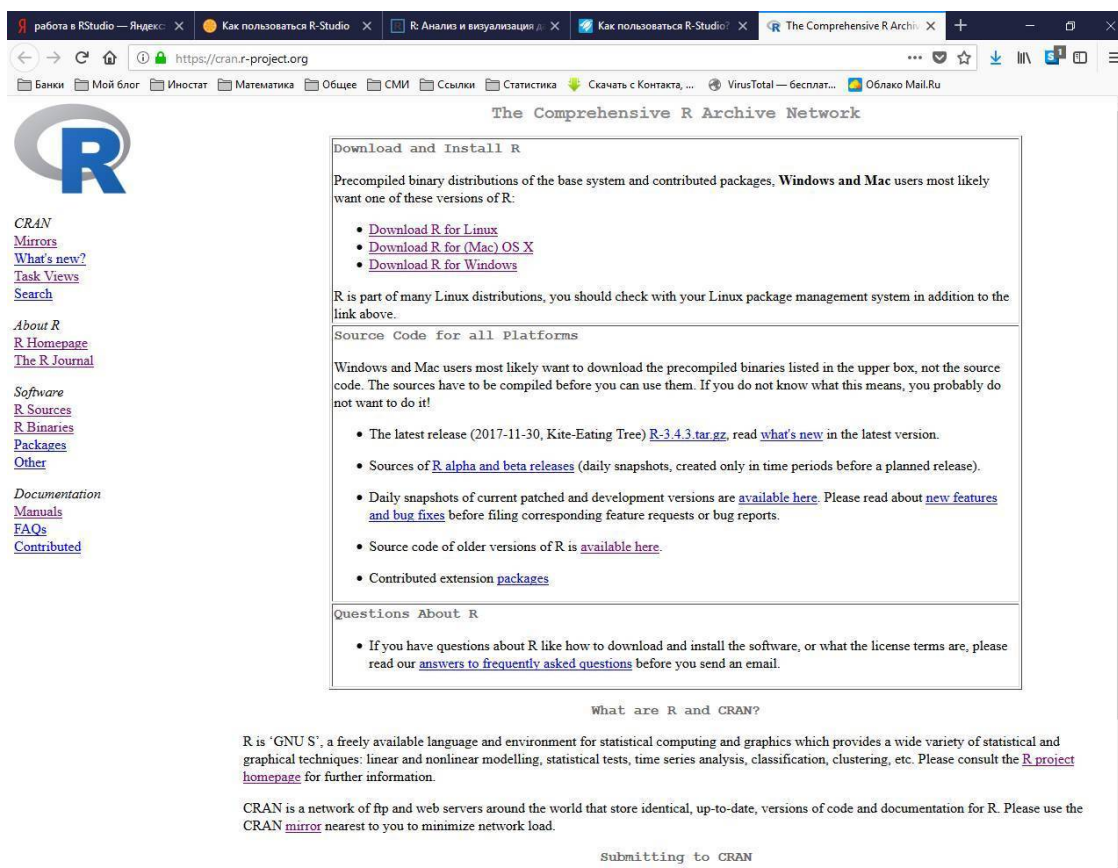 работа в RStudio — Яндекс:
Как пользоваться R-Studio
R: Анализ и визуализация д
Как пользоваться R-Studio?
The Comprehensive R Archiv
https://cran.r-project.org
Банки
Мой блог
Иностат
Математика
Общее
СМИ
Ссылки
Статистика
Скачать с Контакта, ...
VirusTotal — бесплат...
Облако Mail.Ru
R
CRAN
Mirrors
What's new?
Task Views
Search
About R
R Homepage
The R Journal
Software
R Sources
R Binaries
Packages
Other
Documentation
Manuals
FAQs
Contributed
The Comprehensive R Archive Network
Download and Install R
Precompiled binary distributions of the base system and contributed packages, Windows and Mac users most likely
want one of these versions of R:
• Download R for Linux
• Download R for (Mac) OS X
• Download R for Windows
R is part of many Linux distributions, you should check with your Linux package management system in addition to the
link above.
Source Code for all Platforms
Windows and Mac users most likely want to download the precompiled binaries listed in the upper box, not the source
code. The sources have to be compiled before you can use them. If you do not know what this means, you probably do
not want to do it!
• The latest release (2017-11-30, Kite-Eating Tree) R-3.4.3.tar.gz, read what's new in the latest version.
• Sources of R alpha and beta releases (daily snapshots, created only in time periods before a planned release).
• Daily snapshots of current patched and development versions are available here. Please read about new features
and bug fixes before filing corresponding feature requests or bug reports.
• Source code of older versions of R is available here.
• Contributed extension packages
Questions About R
• If you have questions about R like how to download and install the software, or what the license terms are, please
read our answers to frequently asked questions before you send an email.
What are R and CRAN?
R is ‘GNU S’, a freely available language and environment for statistical computing and graphics which provides a wide variety of statistical and
graphical techniques: linear and nonlinear modelling, statistical tests, time series analysis, classification, clustering, etc. Please consult the R project
homepage for further information.
CRAN is a network of ftp and web servers around the world that store identical, up-to-date, versions of code and documentation for R. Please use the
CRAN mirror nearest to you to minimize network load.
Submitting to CRAN